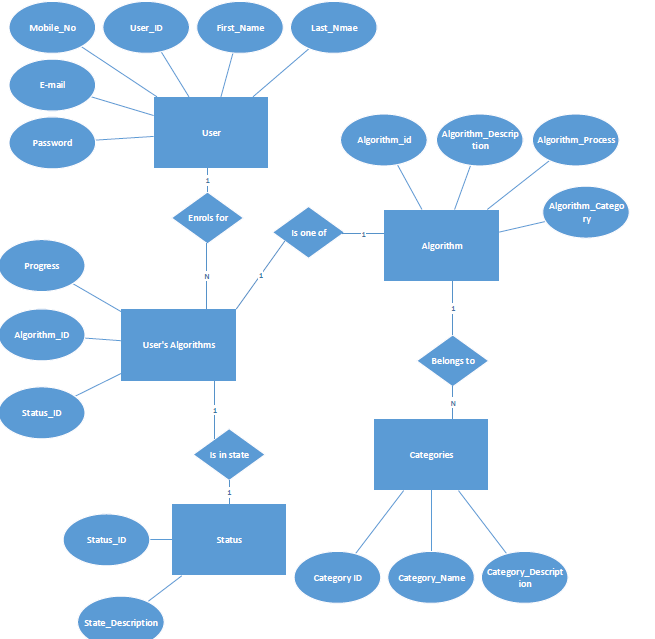 Mobile_No
User_ID
First_Name
Last_Nmae
E-mail
Password
User
1
Enrols for
N
Algorithm_id
Algorithm_Descrip
tion
Algorithm_Process
Algorithm_Catego
ry
Is one of
1
1
Algorithm
Progress
Algorithm_ID
Status_ID
User's Algorithms
1
Belongs to
N
1
Is in state
1
Categories
Status_ID
Status
State_Description
Category ID
Category_Name
Category_Descript
ion